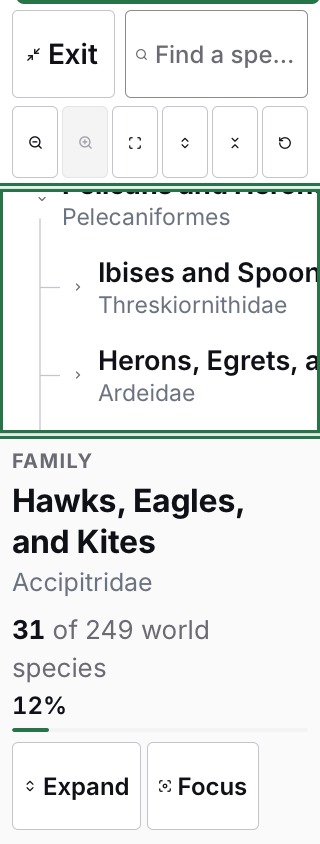 Exit
Find a spe...
Pelecaniformes
Ibises and Spoon
Threskiornithidae
Herons, Egrets, a
Ardeidae
FAMILY
Hawks, Eagles,
and Kites
Accipitridae
31 of 249 world
species
12%
Expand
Focus